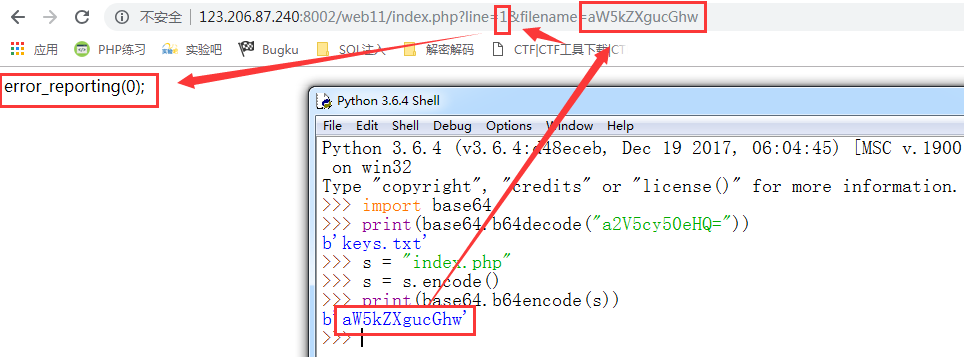 不安全 | 123.206.87.240:8002/web11/index.php?line=1&filename=aW5kZXgucGhw
应用 PHP练习 实验吧 Bugku SQL注入 解密解码 CTF|CTF工具下载|CT
error_reporting(0);
Python 3.6.4 Shell
File Edit Shell Debug Options Window Help
Python 3.6.4 (v3.6.4:d48eceb, Dec 19 2017, 06:04:45) [MSC v.1900
on win32
Type "copyright", "credits" or "license()" for more information.
>>> import base64
>>> print(base64.b64decode("a2V5cy50eHQ="))
b'keys.txt'
>>> s = "index.php"
>>> s = s.encode()
>>> print(base64.b64encode(s))
b'aW5kZXgucGhw'
>>>